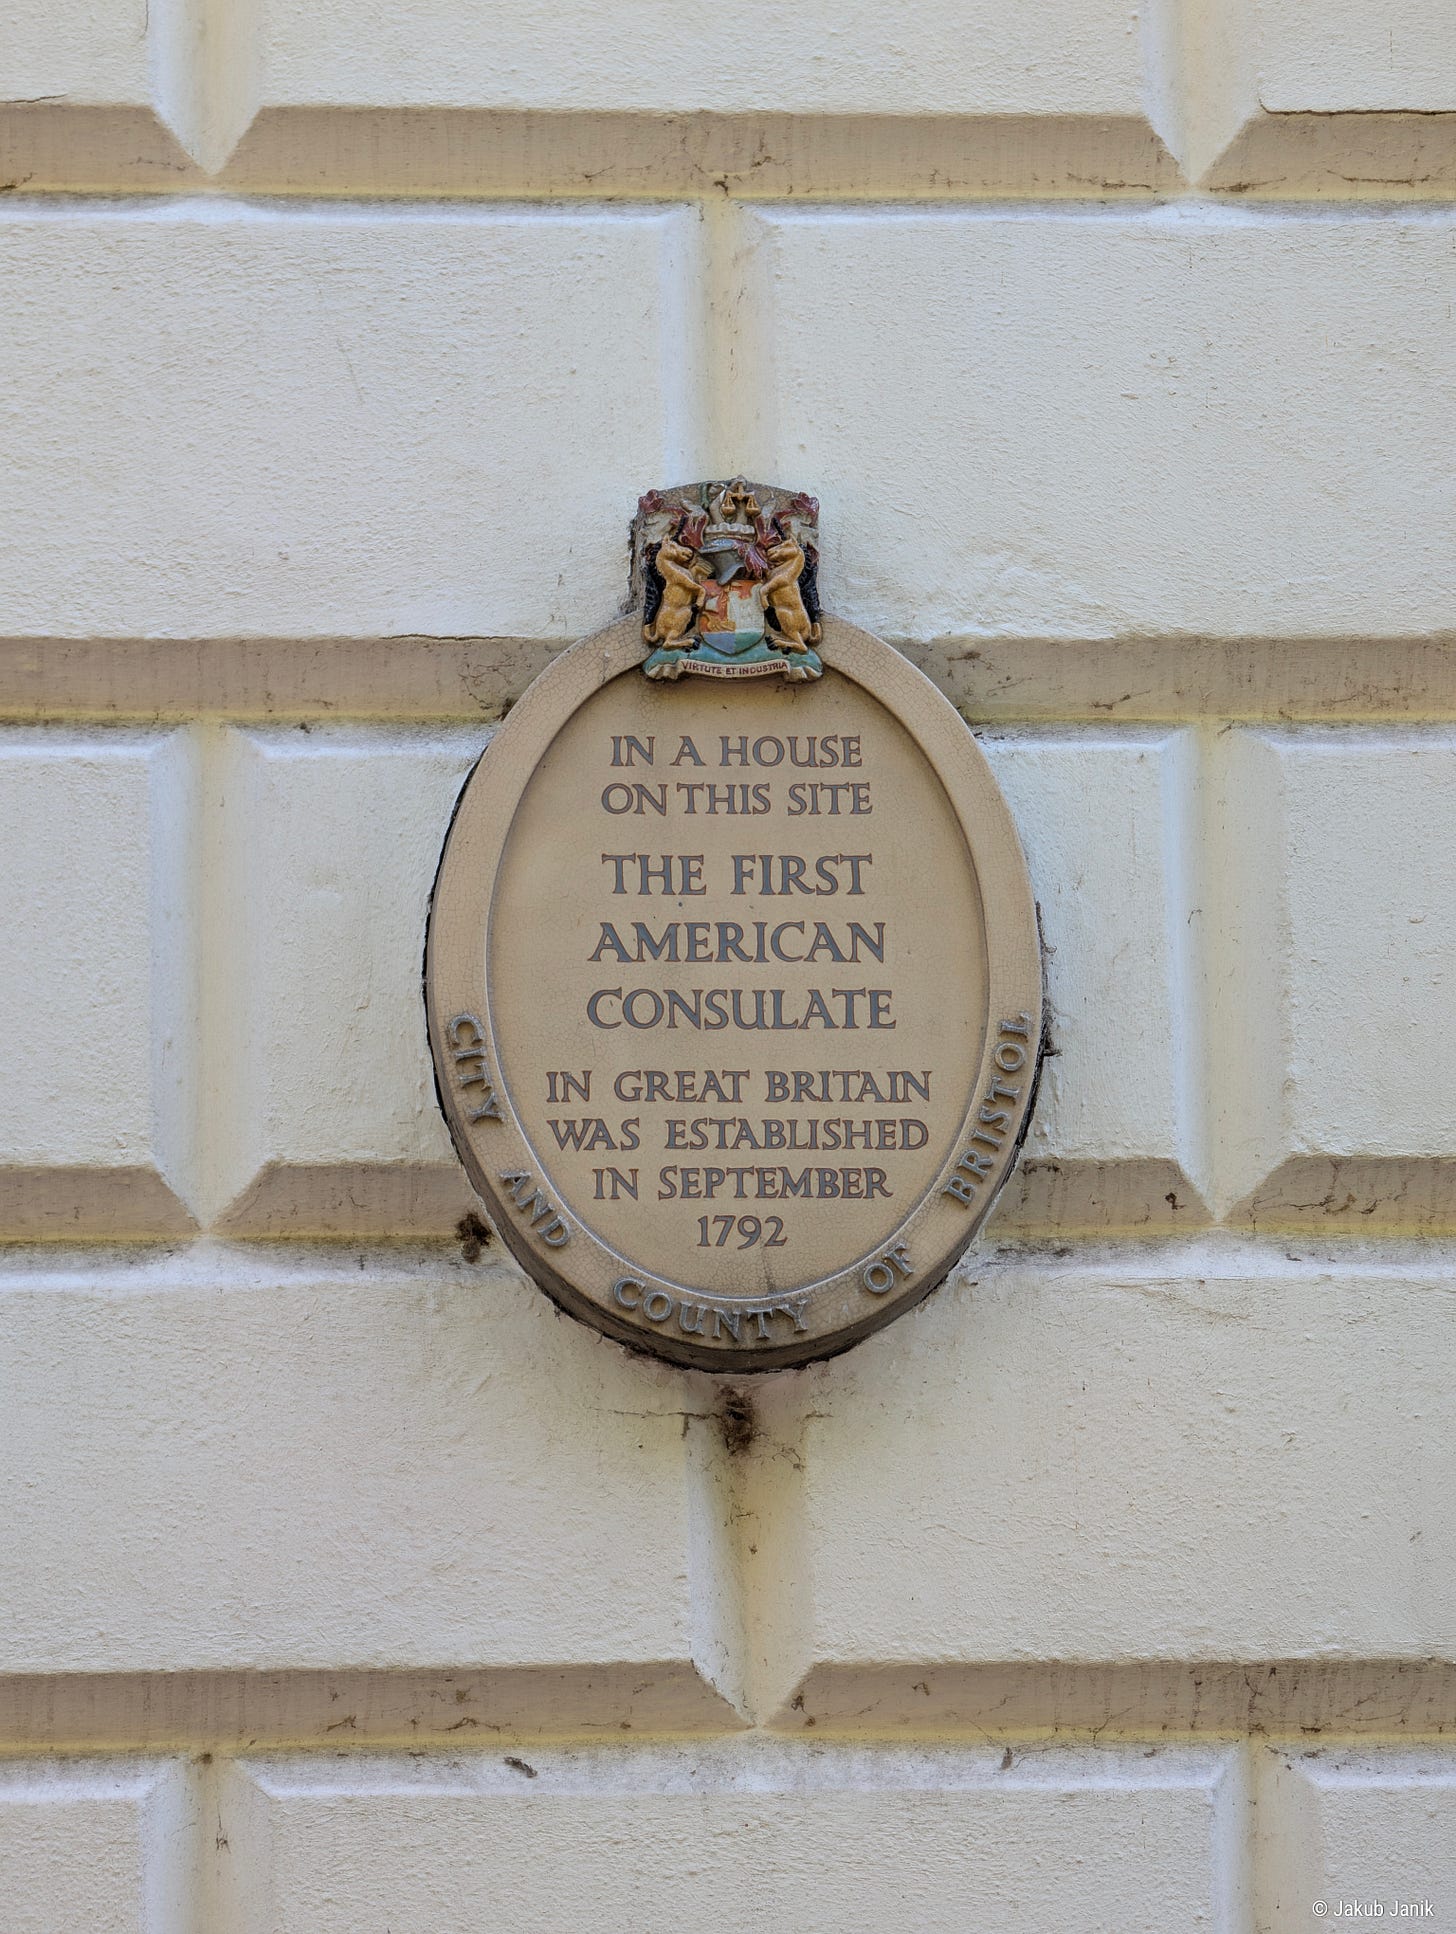 VIRTUTE ET INDUSTRIA
IN A HOUSE
ON THIS SITE
THE FIRST
AMERICAN
CONSULATE
IN GREAT BRITAIN
WAS ESTABLISHED
IN SEPTEMBER
1792
CITY AND COUNTY OF BRISTOL
© Jakub Janik